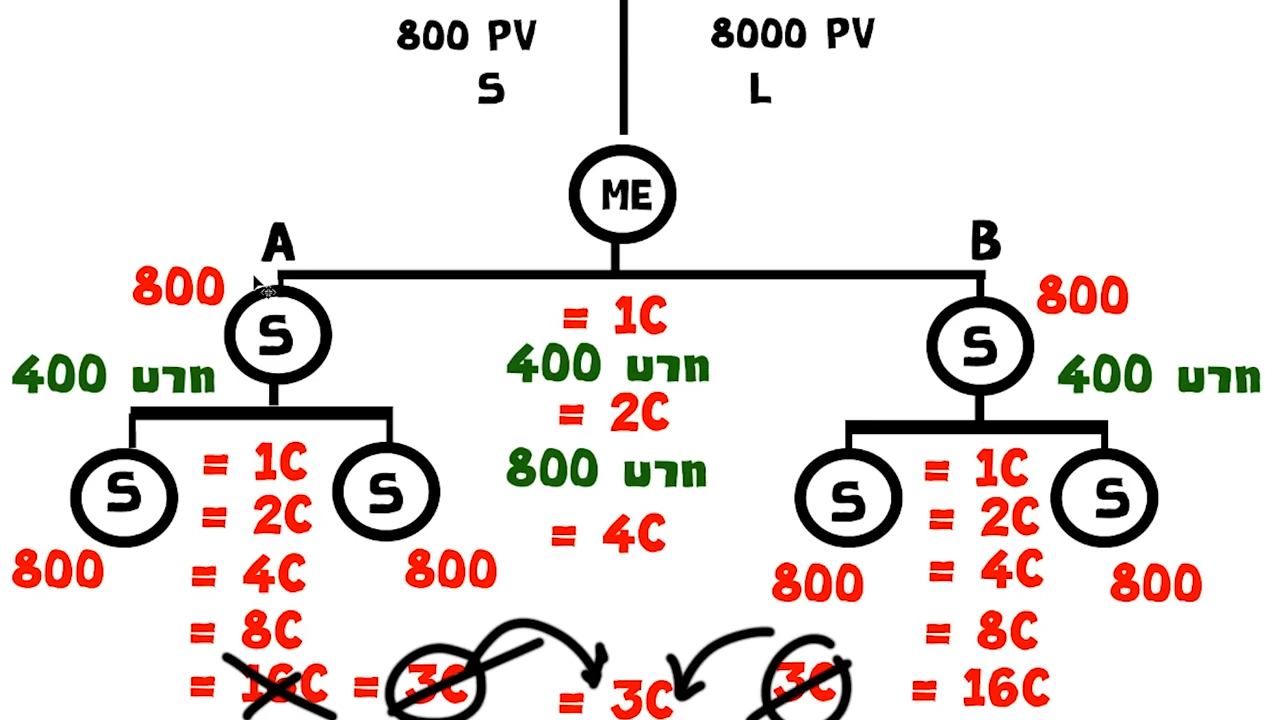 800 PV
8000 PV
S
L
ME
A
B
800
S
= 1C
S
800
400 บาท
400 บาท
400 บาท
= 2C
S
= 1C
S
800 บาท
S
= 1C
S
= 2C
= 4C
= 2C
800
= 4C
800
800
= 4C
800
= 8C
= 8C
= 16C
= 3C
= 3C
3C
= 16C